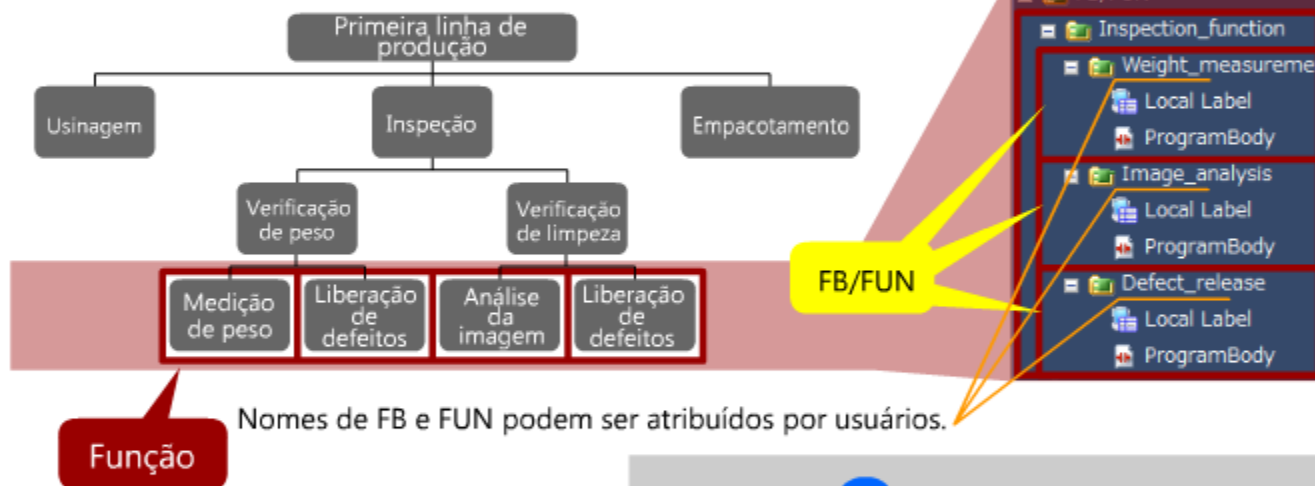 Primeira linha de
produção
Usinagem
Inspeção
Empacotamento
Verificação
de peso
Verificação
de limpeza
Medição
de peso
Liberação
de
defeitos
Análise
da
imagem
Liberação
de
defeitos
Função
Nomes de FB e FUN podem ser atribuídos por usuários.
FB/FUN
Inspection_function
Weight_measureme
Local Label
ProgramBody
Image_analysis
Local Label
ProgramBody
Defect_release
Local Label
ProgramBody